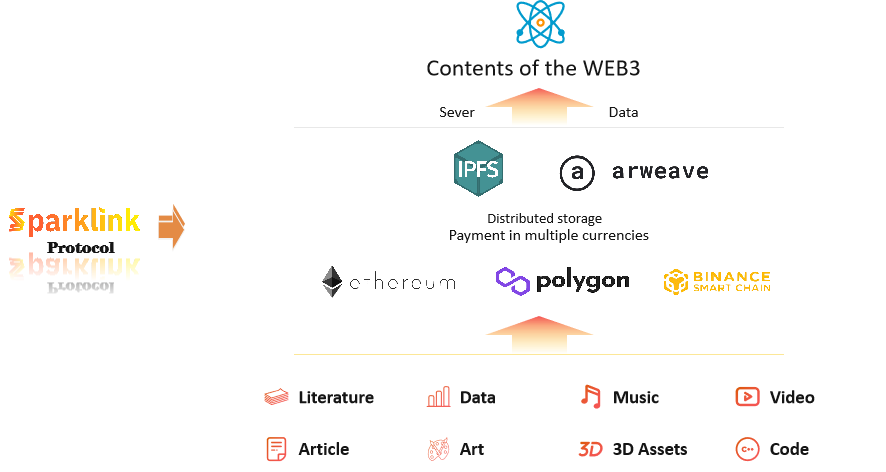 Contents of the WEB3
Sever Data
IPFS a arweave
Distributed storage
Payment in multiple currencies
Sparklink
Protocol
ethereum polygon BINANCE
SMART CHAIN
Literature Data Music Video
Article Art 3D 3D Assets C++ Code